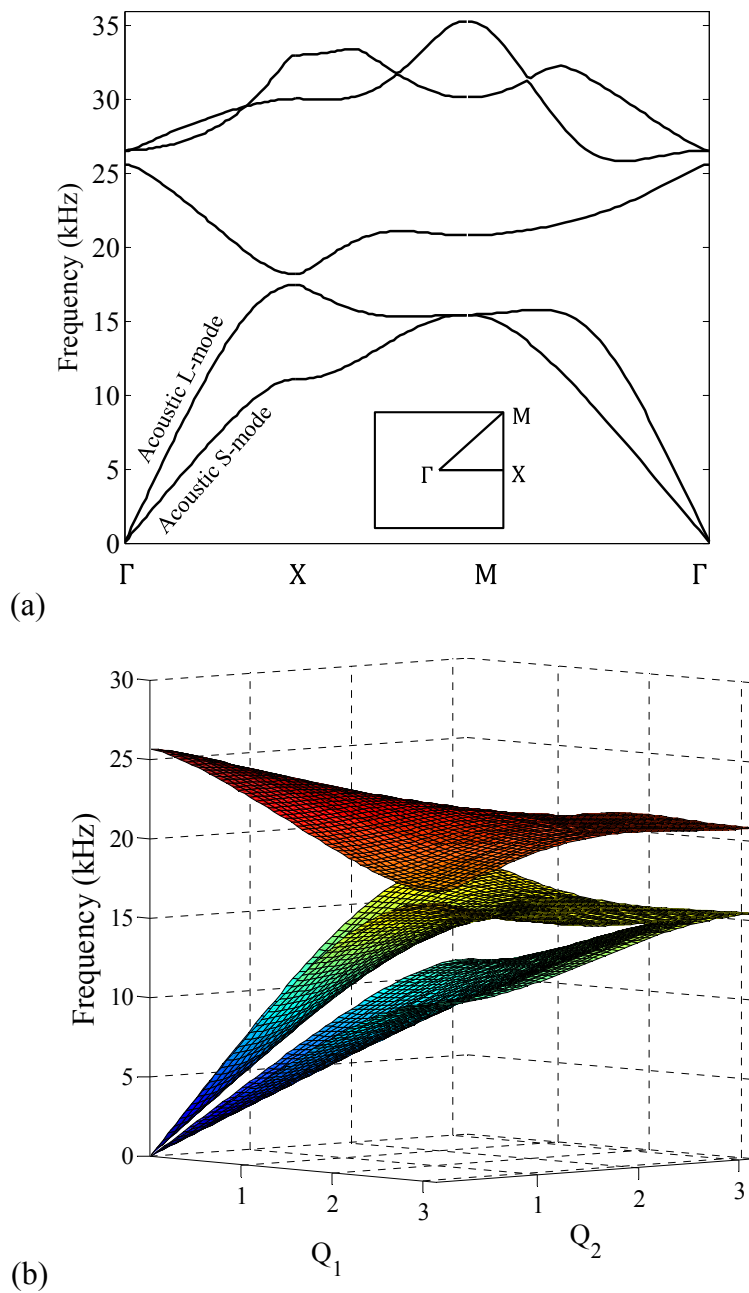 35
30
25
20
15
10
5
0
Frequency (kHz)
Acoustic L-mode
Acoustic S-mode
M
Γ
X
Γ X M Γ
(a)
30
25
20
15
10
5
0
Frequency (kHz)
1
2
3
1
2
3
Q1
Q2
(b)